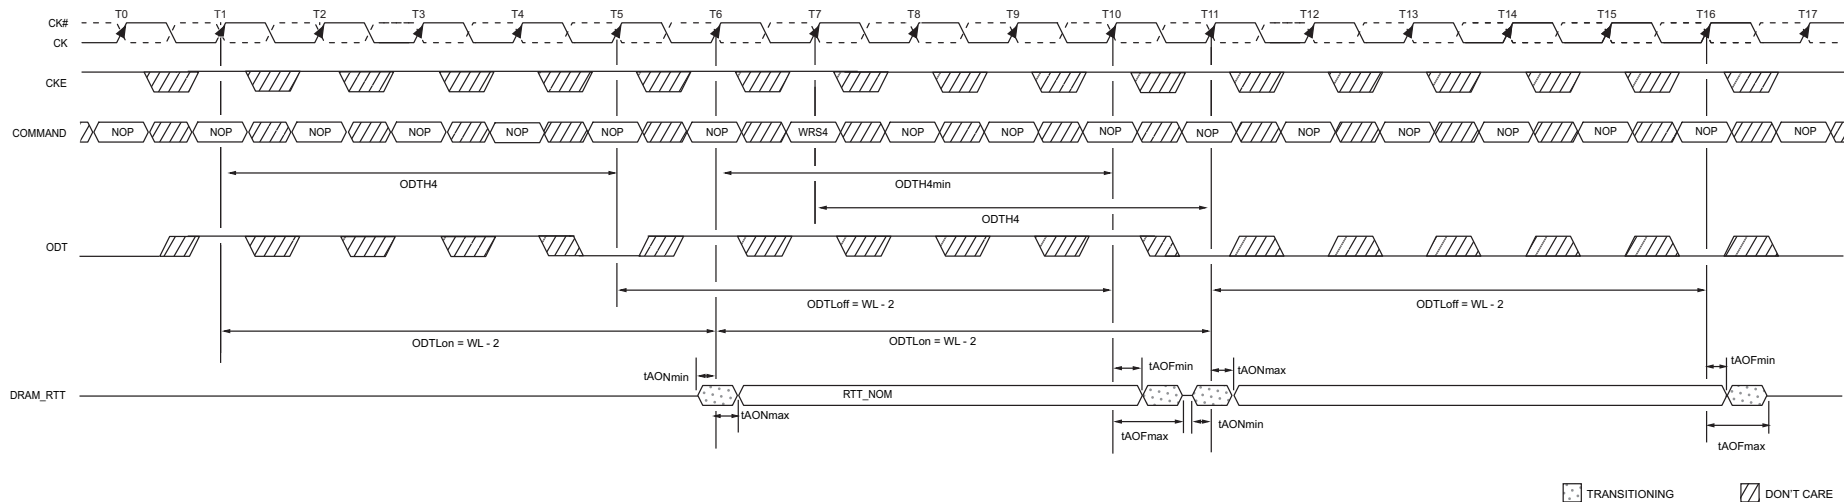 T0 T1 T2 T3 T4 T5 T6 T7 T8 T9 T10 T11 T12 T13 T14 T15 T16 T17
CK#
CK
CKE
COMMAND NOP NOP NOP NOP NOP NOP NOP WRS4 NOP NOP NOP NOP NOP NOP NOP NOP NOP NOP
ODTH4 ODTH4min
ODTH4
ODT
ODTLoff = WL - 2 ODTLoff = WL - 2
ODTLon = WL - 2 ODTLon = WL - 2
tAONmin tAOFmin tAONmax tAOFmin
DRAM_RTT RTT_NOM
tAONmax tAOFmax tAONmin tAOFmax
TRANSITIONING DON'T CARE